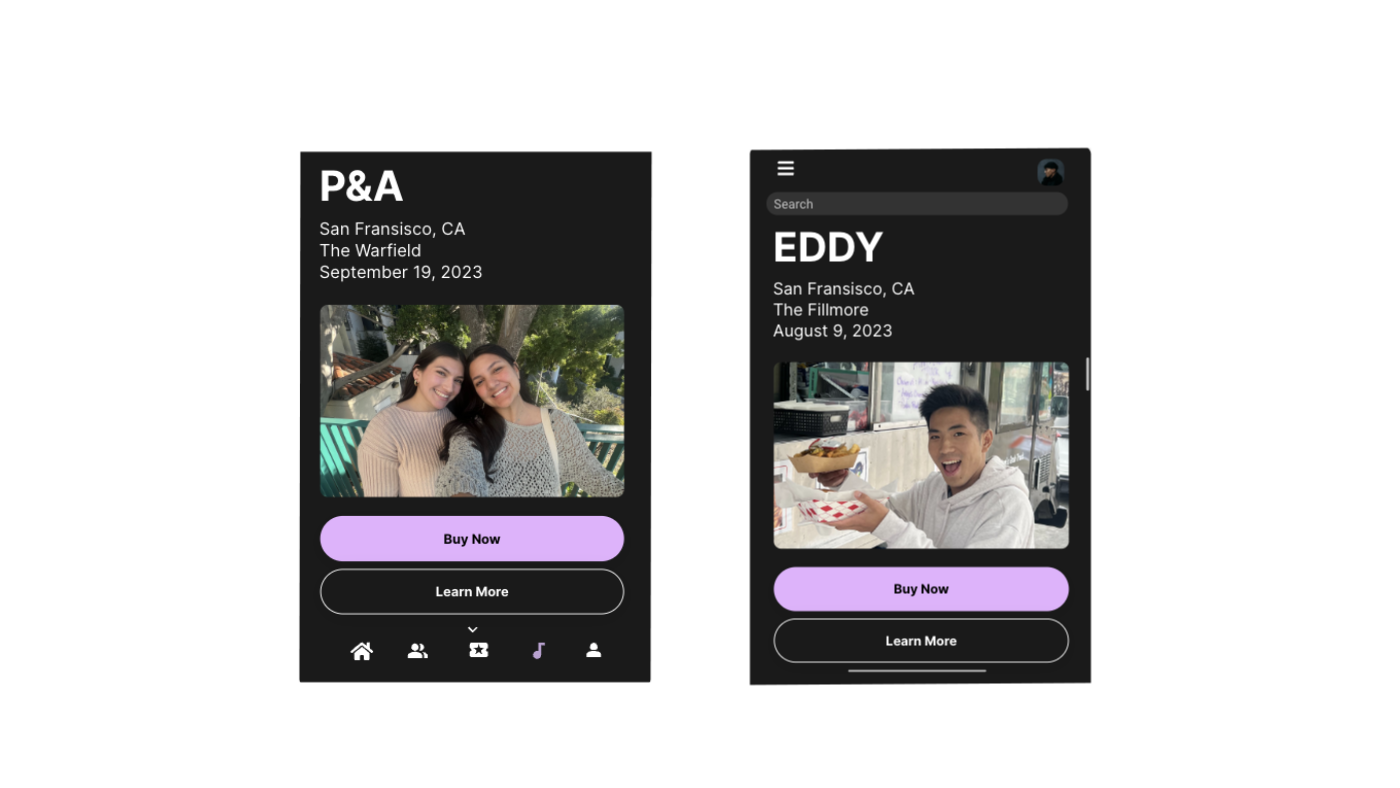 P&A
San Fransisco, CA
The Warfield
September 19, 2023
Buy Now
Learn More
Search
EDDY
San Fransisco, CA
The Fillmore
August 9, 2023
Buy Now
Learn More